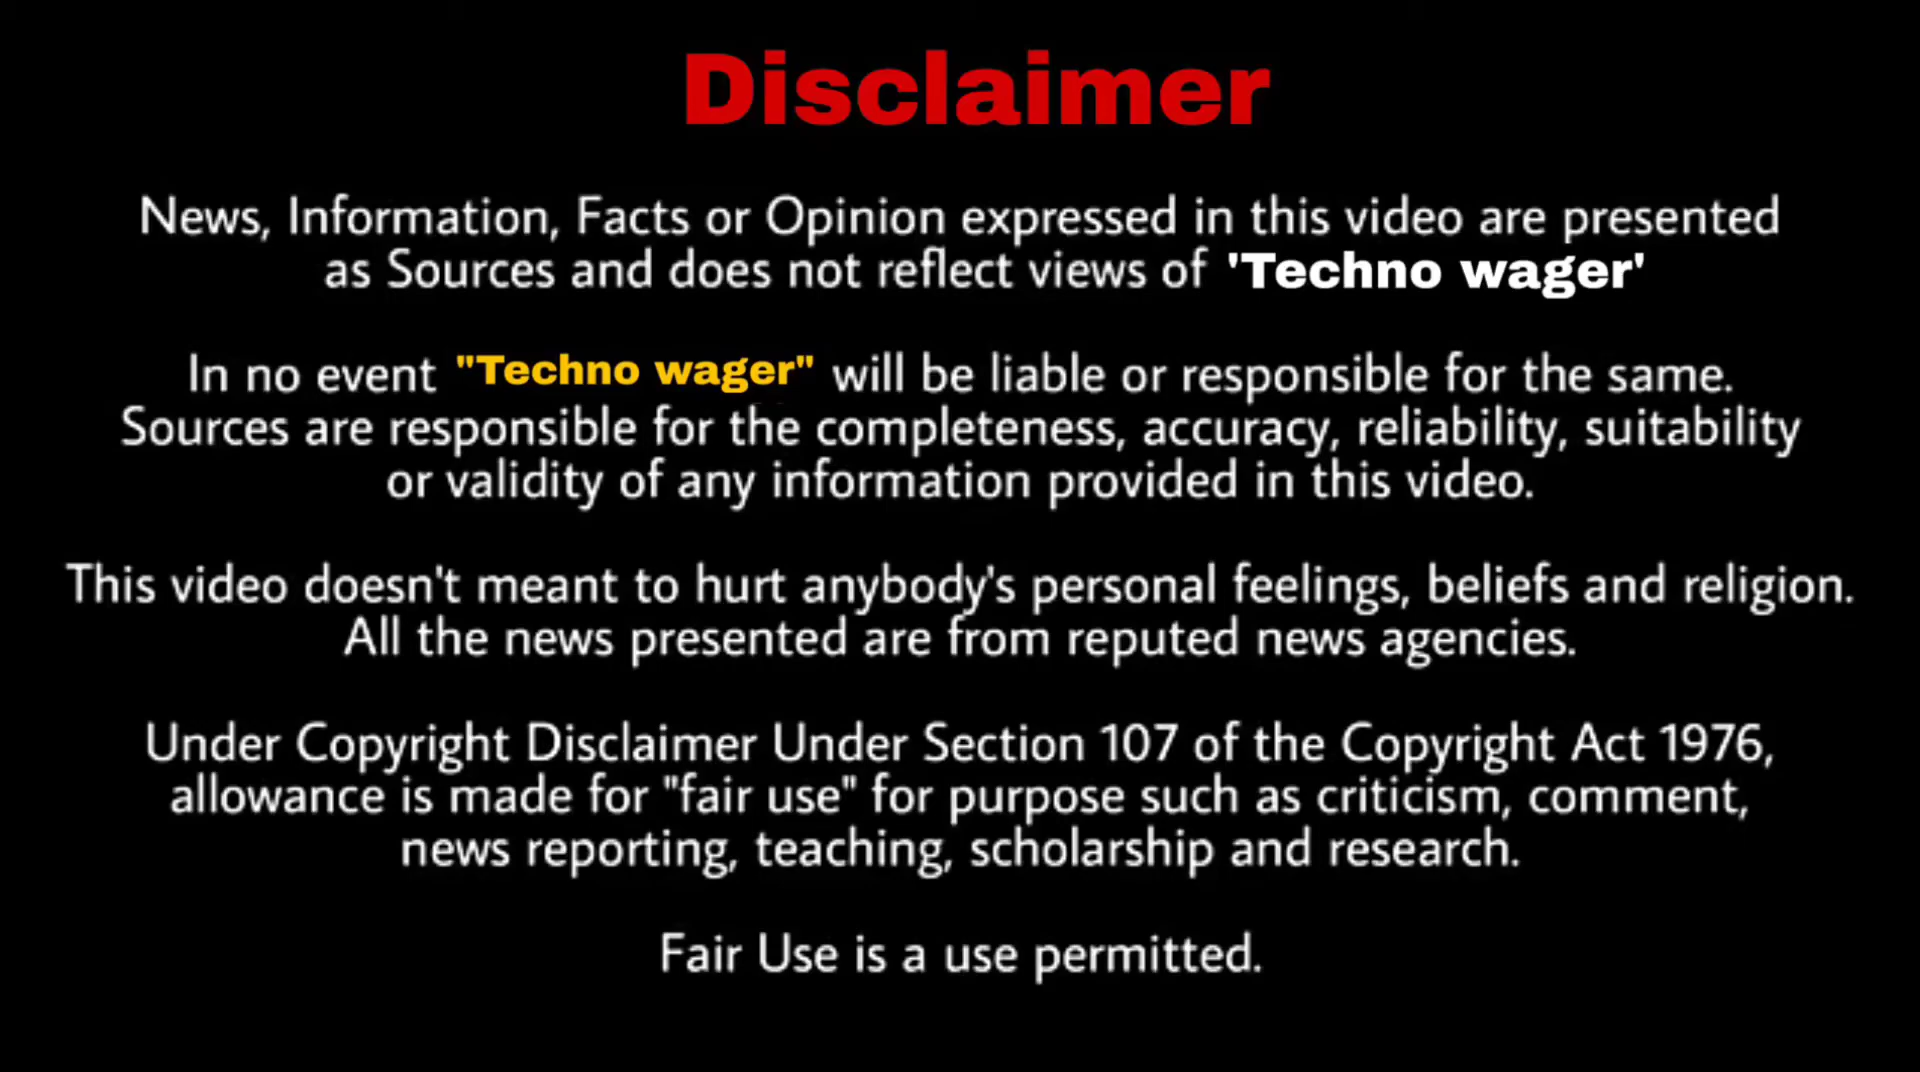 Disclaimer
News, Information, Facts or Opinion expressed in this video are presented
as Sources and does not reflect views of 'Techno wager'
In no event "Techno wager" will be liable or responsible for the same.
Sources are responsible for the completeness, accuracy, reliability, suitability
or validity of any information provided in this video.
This video doesn't meant to hurt anybody's personal feelings, beliefs and religion.
All the news presented are from reputed news agencies.
Under Copyright Disclaimer Under Section 107 of the Copyright Act 1976,
allowance is made for "fair use" for purpose such as criticism, comment,
news reporting, teaching, scholarship and research.
Fair Use is a use permitted.